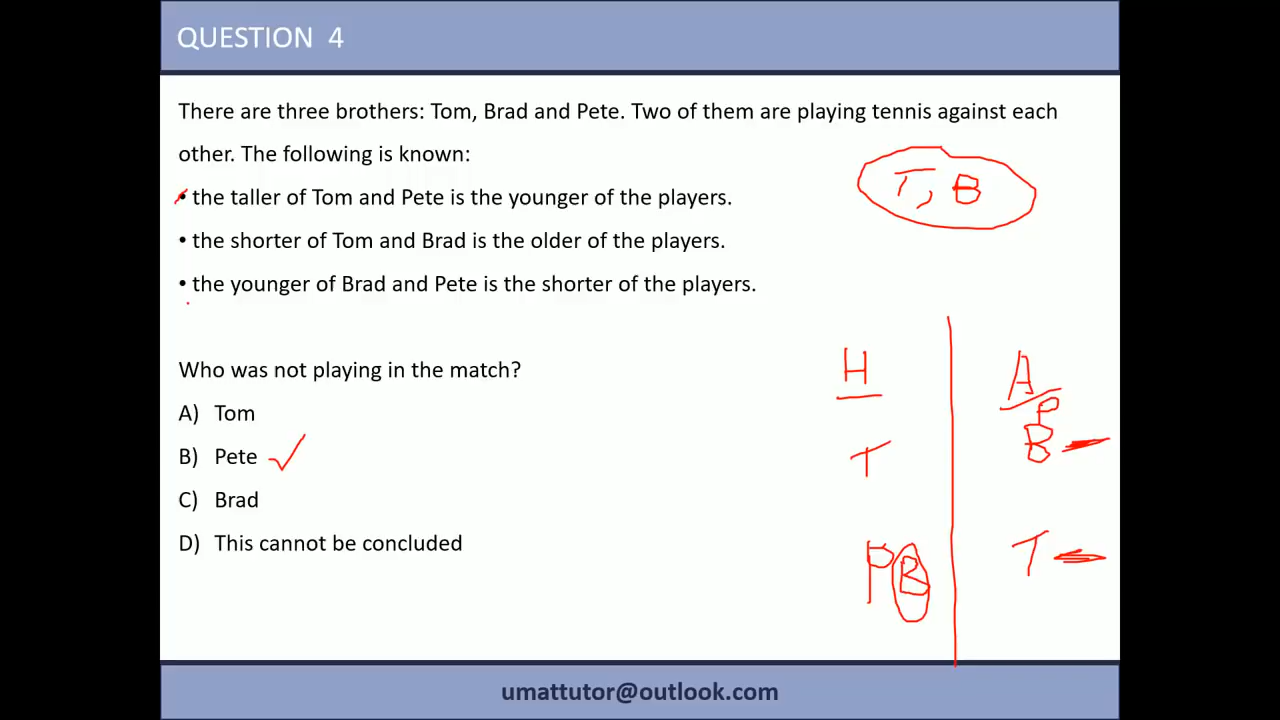 QUESTION 4
There are three brothers: Tom, Brad and Pete. Two of them are playing tennis against each
other. The following is known:
• the taller of Tom and Pete is the younger of the players.
• the shorter of Tom and Brad is the older of the players.
• the younger of Brad and Pete is the shorter of the players.
T, B
Who was not playing in the match?
A) Tom
B) Pete ✓
C) Brad
D) This cannot be concluded
H A
P
T B
P B T
umattutor@outlook.com